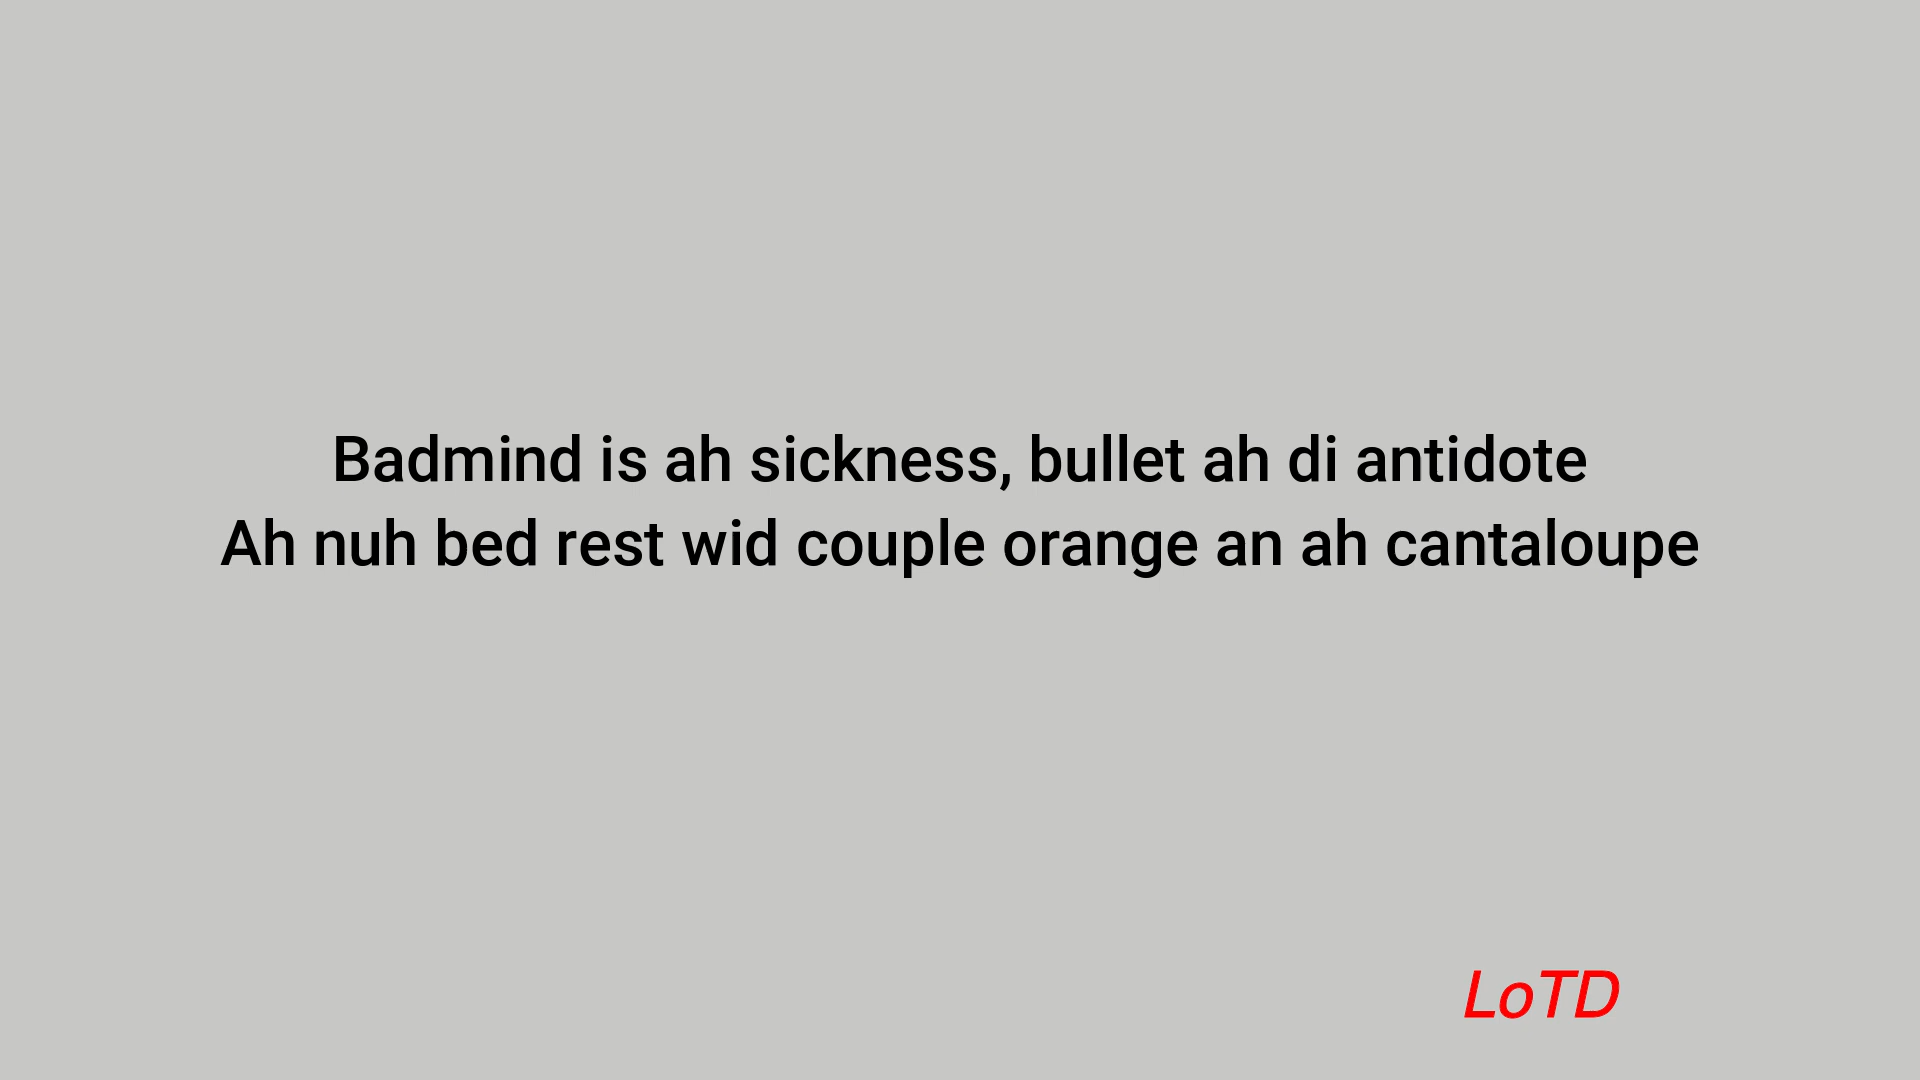 Badmind is ah sickness, bullet ah di antidote
Ah nuh bed rest wid couple orange an ah cantaloupe
LoTD